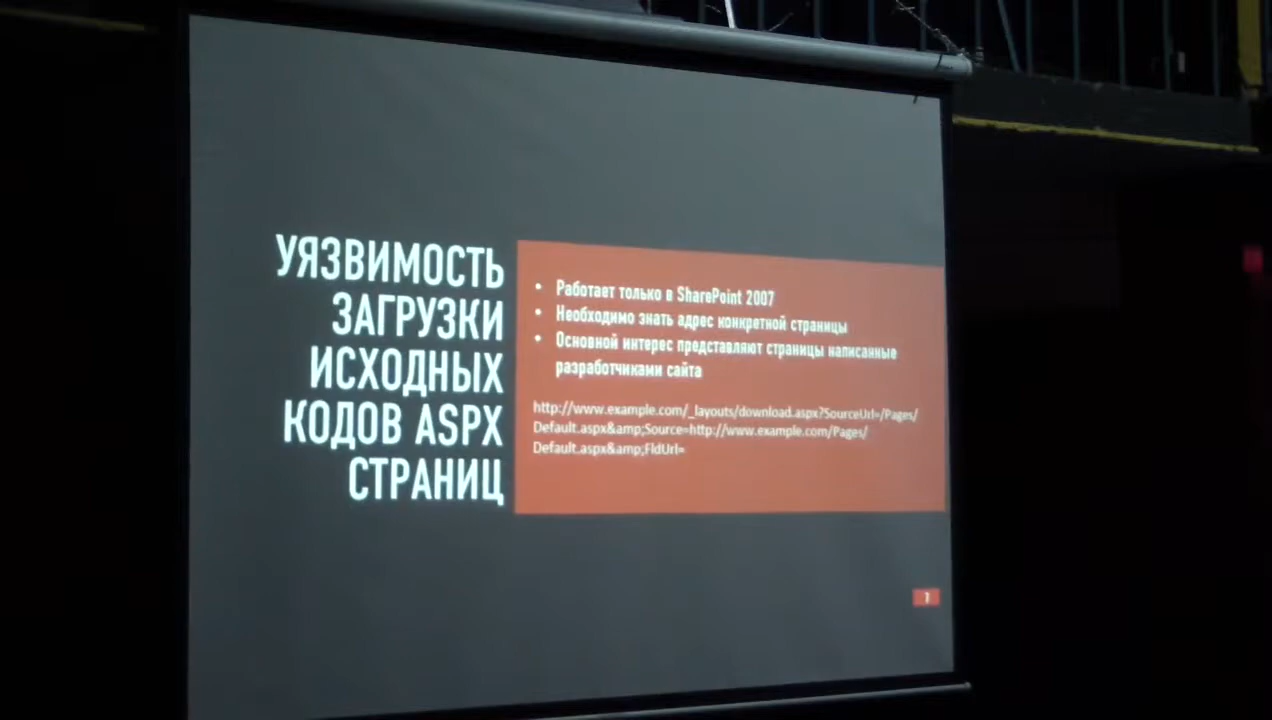 УЯЗВИМОСТЬ
ЗАГРУЗКИ
ИСХОДНЫХ
КОДОВ ASPX
СТРАНИЦ
• Работает только в SharePoint 2007
• Необходимо знать адрес конкретной страницы
• Основной интерес представляют страницы написанные
разработчиками сайта
http://www.example.com/_layouts/download.aspx?SourceUrl=/Pages/
Default.aspx&amp;Source=http://www.example.com/Pages/
Default.aspx&amp;FldUrl=
1